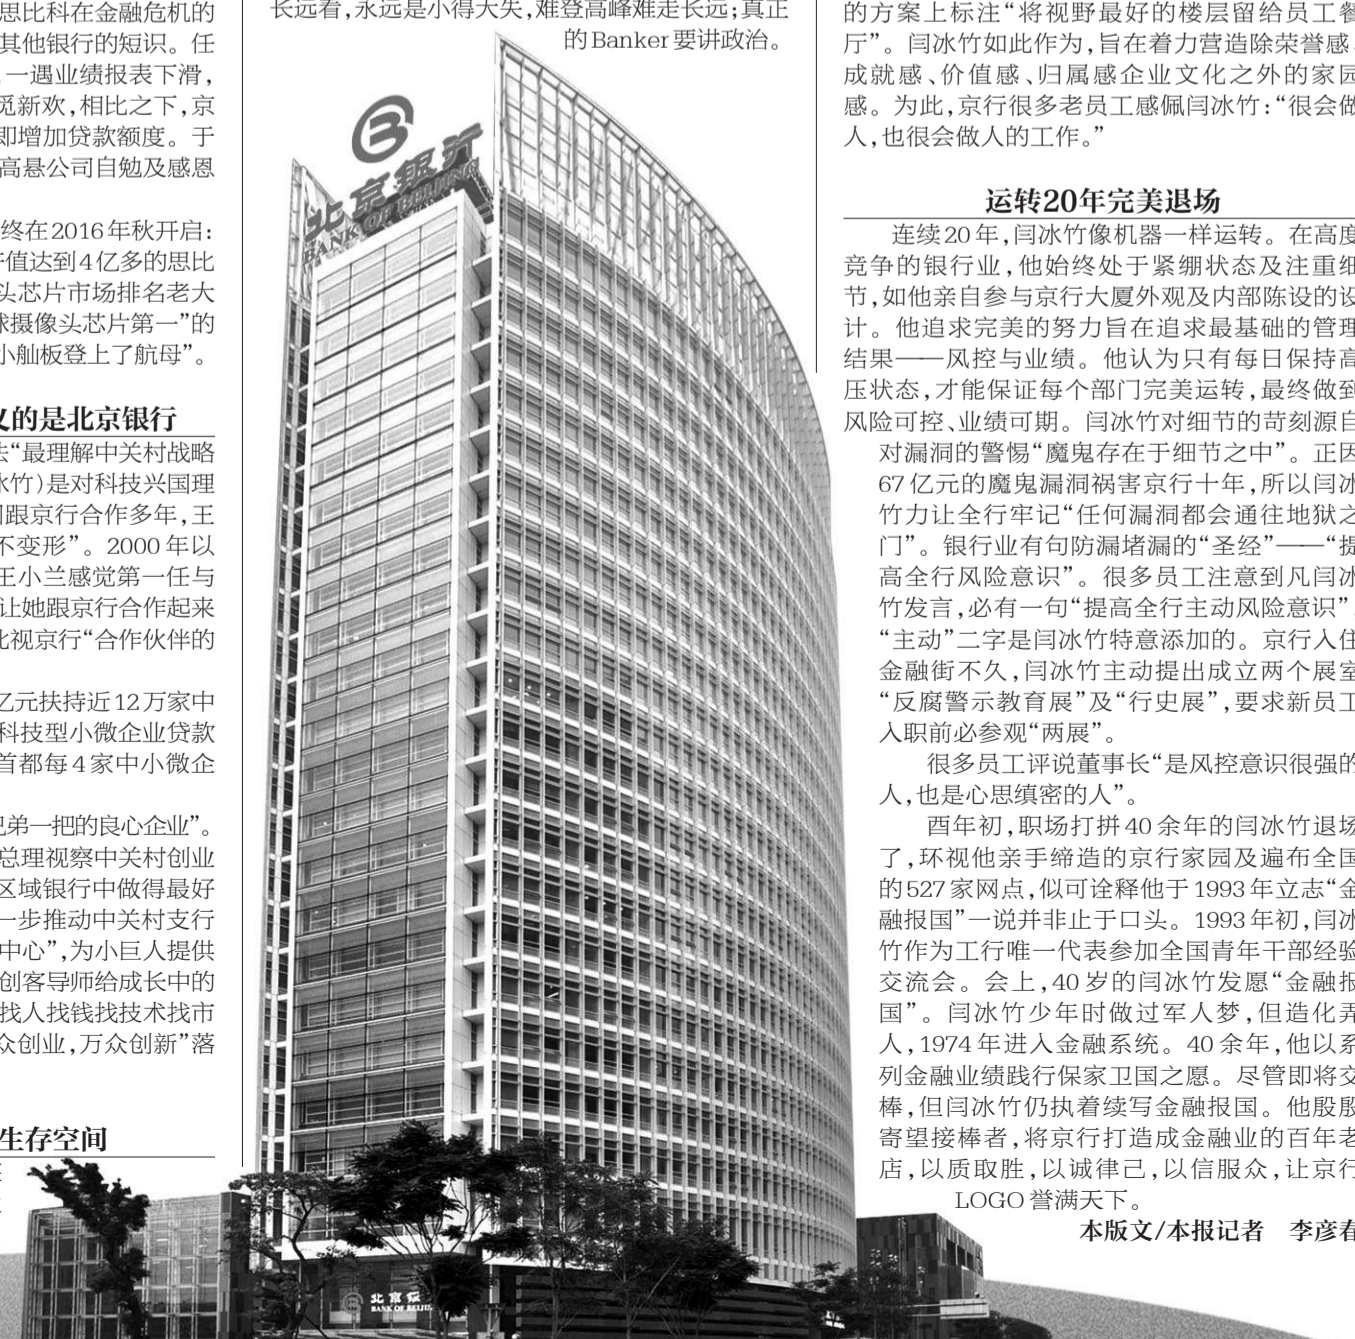 思比科在金融危机的
其他银行的短识。任
一遇业绩报表下滑，
觅新欢，相比之下，京
即增加贷款额度。于
高悬公司自勉及感恩
终在2016年秋开启：
值达到4亿多的思比
头芯片市场排名老大
球摄像头芯片第一”的
小舢板登上了航母”。
义的是北京银行
“最理解中关村战略
冰竹）是对科技兴国理
跟京行合作多年，王
不变形”。2000年以
王小兰感觉第一任与
让她跟京行合作起来
比视京行“合作伙伴的
亿元扶持近12万家中
科技型小微企业贷款
首都每4家中小微企
兄弟一把的良心企业”。
总理视察中关村创业
区域银行中做得最好
一步推动中关村支行
中心”，为小巨人提供
创客导师给成长中的
找人找钱找技术找市
众创业，万众创新”落
生存空间
长远看，永远是小得大失，难登高峰难走长远；真正
的Banker要讲政治。
北京银行
BANK OF BEIJING
北京银
BANK OF BEIJIN
的方案上标注“将视野最好的楼层留给员工餐
厅”。闫冰竹如此作为，旨在着力营造除荣誉感、
成就感、价值感、归属感企业文化之外的家园
感。为此，京行很多老员工感佩闫冰竹：“很会做
人，也很会做人的工作。”
运转20年完美退场
连续20年，闫冰竹像机器一样运转。在高度
竞争的银行业，他始终处于紧绷状态及注重细
节，如他亲自参与京行大厦外观及内部陈设的设
计。他追求完美的努力旨在追求最基础的管理
结果——风控与业绩。他认为只有每日保持高
压状态，才能保证每个部门完美运转，最终做到
风险可控、业绩可期。闫冰竹对细节的苛刻源自
对漏洞的警惕“魔鬼存在于细节之中”。正因
67亿元的魔鬼漏洞祸害京行十年，所以闫冰
竹力让全行牢记“任何漏洞都会通往地狱之
门”。银行业有句防漏堵漏的“圣经”——“提
高全行风险意识”。很多员工注意到凡闫冰
竹发言，必有一句“提高全行主动风险意识”，
“主动”二字是闫冰竹特意添加的。京行入住
金融街不久，闫冰竹主动提出成立两个展室
“反腐警示教育展”及“行史展”，要求新员工
入职前必参观“两展”。
很多员工评说董事长“是风控意识很强的
人，也是心思缜密的人”。
酉年初，职场打拼40余年的闫冰竹退场
了，环视他亲手缔造的京行家园及遍布全国
的527家网点，似可诠释他于1993年立志“金
融报国”一说并非止于口头。1993年初，闫冰
竹作为工行唯一代表参加全国青年干部经验
交流会。会上，40岁的闫冰竹发愿“金融报
国”。闫冰竹少年时做过军人梦，但造化弄
人，1974年进入金融系统。40余年，他以系
列金融业绩践行保家卫国之愿。尽管即将交
棒，但闫冰竹仍执着续写金融报国。他殷殷
寄望接棒者，将京行打造成金融业的百年老
店，以质取胜，以诚律己，以信服众，让京行
LOGO誉满天下。
本版文/本报记者 李彦春